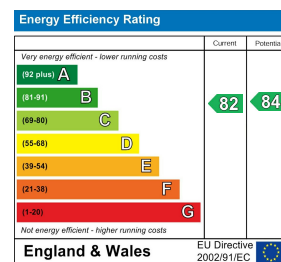 Energy Efficiency Rating
Current Potentia
Very energy efficient - lower running costs
(92 plus) A
(81-91) B
82 84
(69-80) C
(55-68) D
(39-54) E
(21-38) F
(1-20) G
Not energy efficient - higher running costs
England & Wales
EU Directive
2002/91/EC